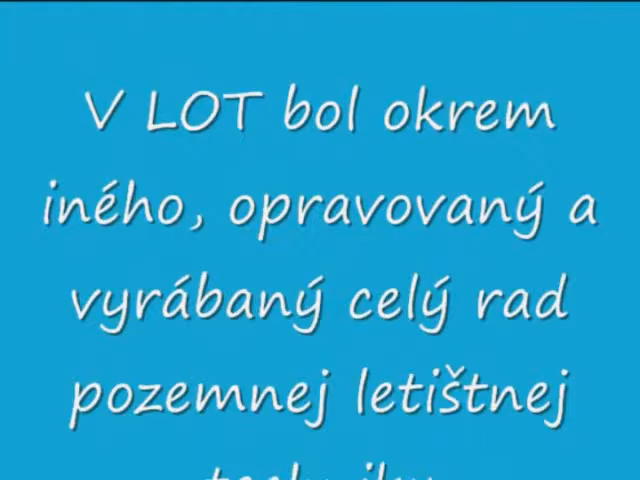 V LOT bol okrem
iného, opravovaný a
vyrábaný celý rad
pozemnej letištnej